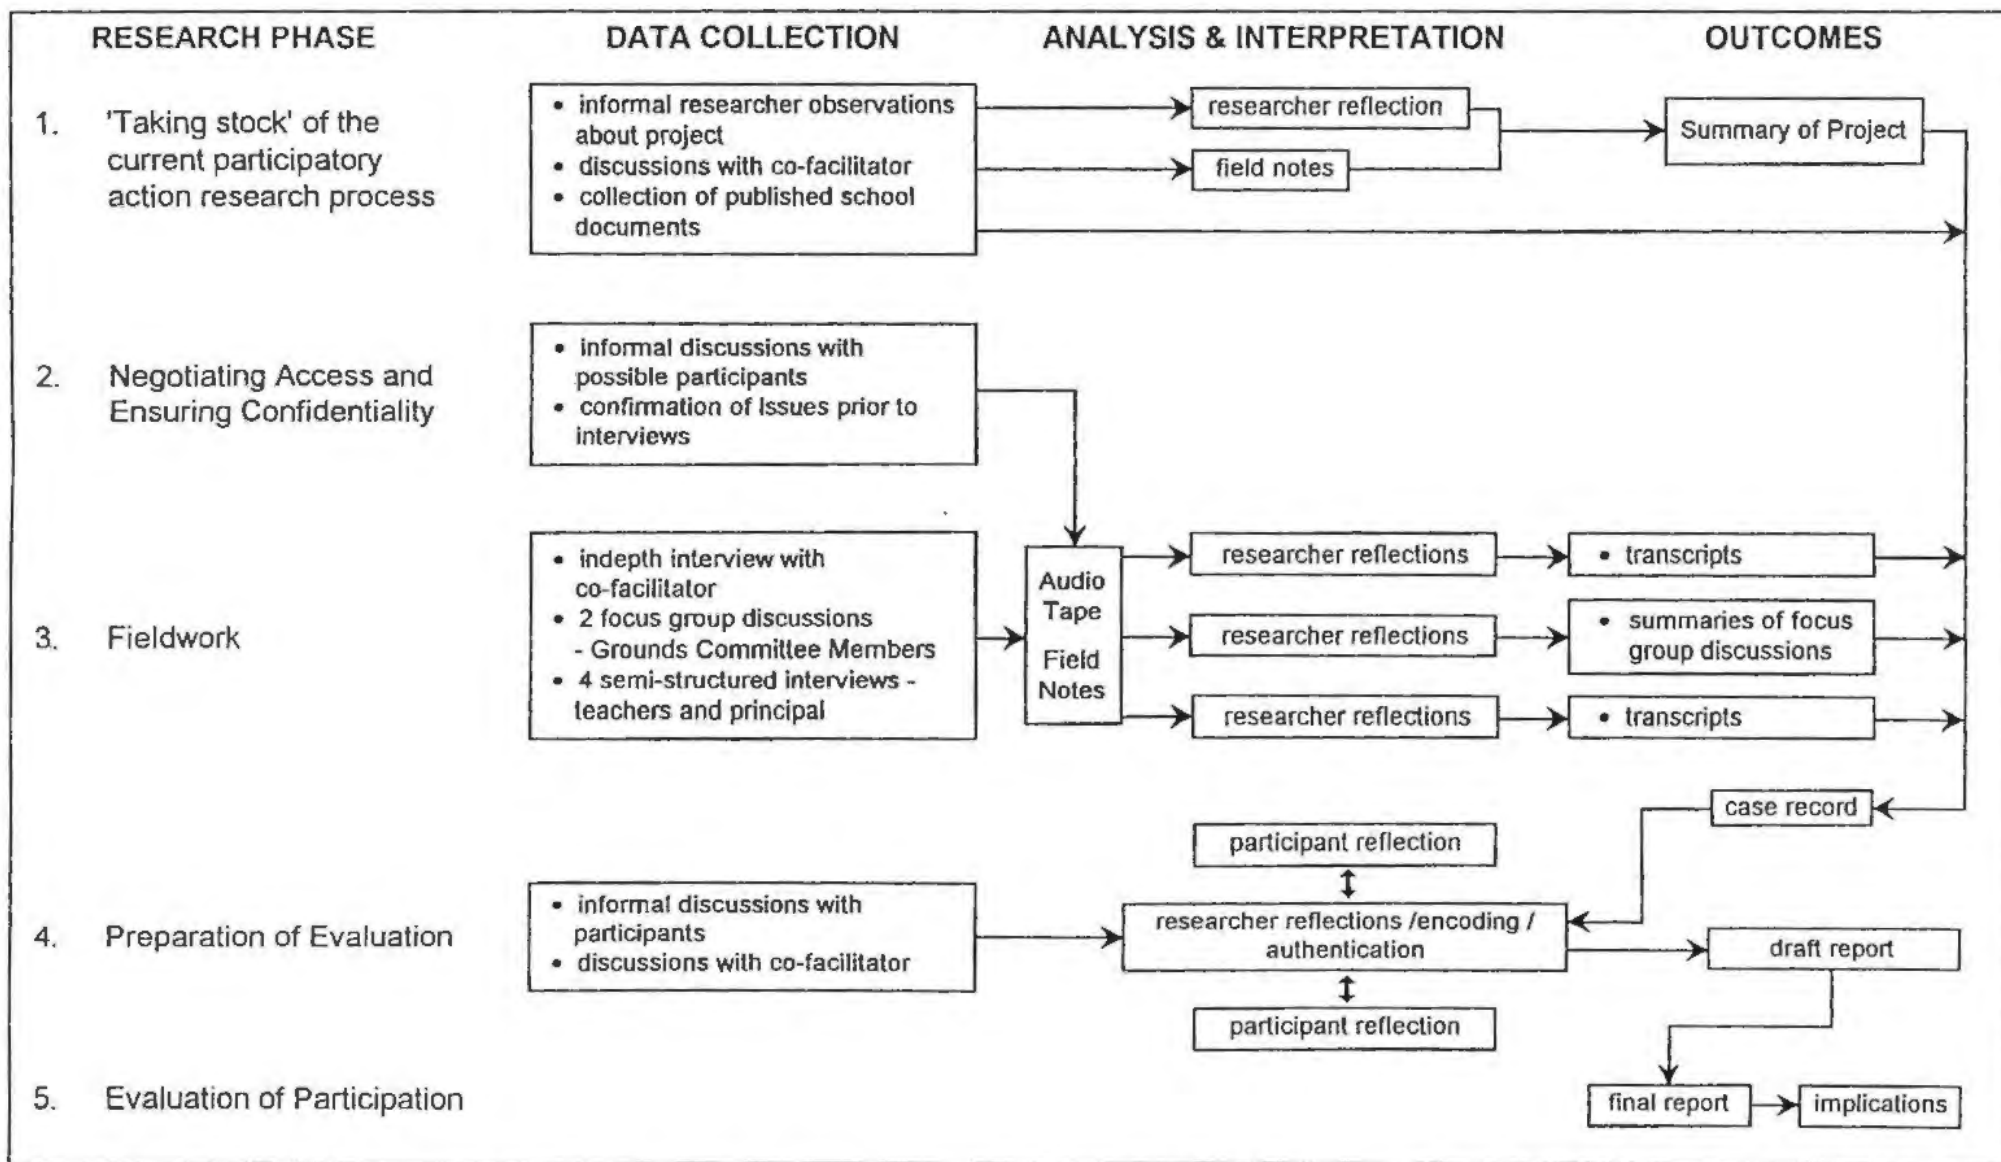 RESEARCH PHASE DATA COLLECTION ANALYSIS & INTERPRETATION OUTCOMES
1. 'Taking stock' of the
current participatory
action research process
• informal researcher observations
about project
• discussions with co-facilitator
• collection of published school
documents
researcher reflection
field notes
Summary of Project
2. Negotiating Access and
Ensuring Confidentiality
• informal discussions with
possible participants
• confirmation of Issues prior to
interviews
3. Fieldwork
• indepth interview with
co-facilitator
• 2 focus group discussions
- Grounds Committee Members
• 4 semi-structured interviews -
teachers and principal
Audio
Tape
Field
Notes
researcher reflections
• transcripts
researcher reflections
• summaries of focus
group discussions
researcher reflections
• transcripts
case record
4. Preparation of Evaluation
• informal discussions with
participants
• discussions with co-facilitator
participant reflection
researcher reflections /encoding /
authentication
participant reflection
draft report
5. Evaluation of Participation
final report
implications